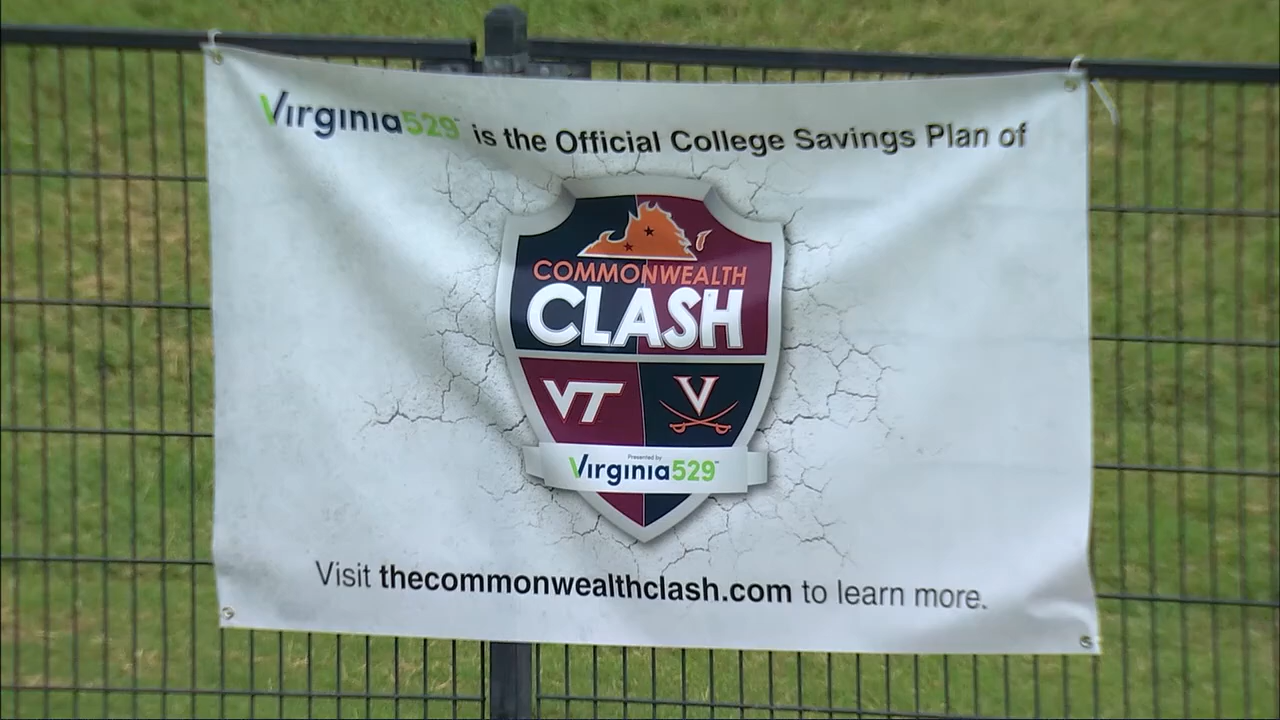 Virginia529 is the Official College Savings Plan of
COMMONWEALTH
CLASH
VT V
Presented by
Virginia529
Visit thecommonwealthclash.com to learn more.